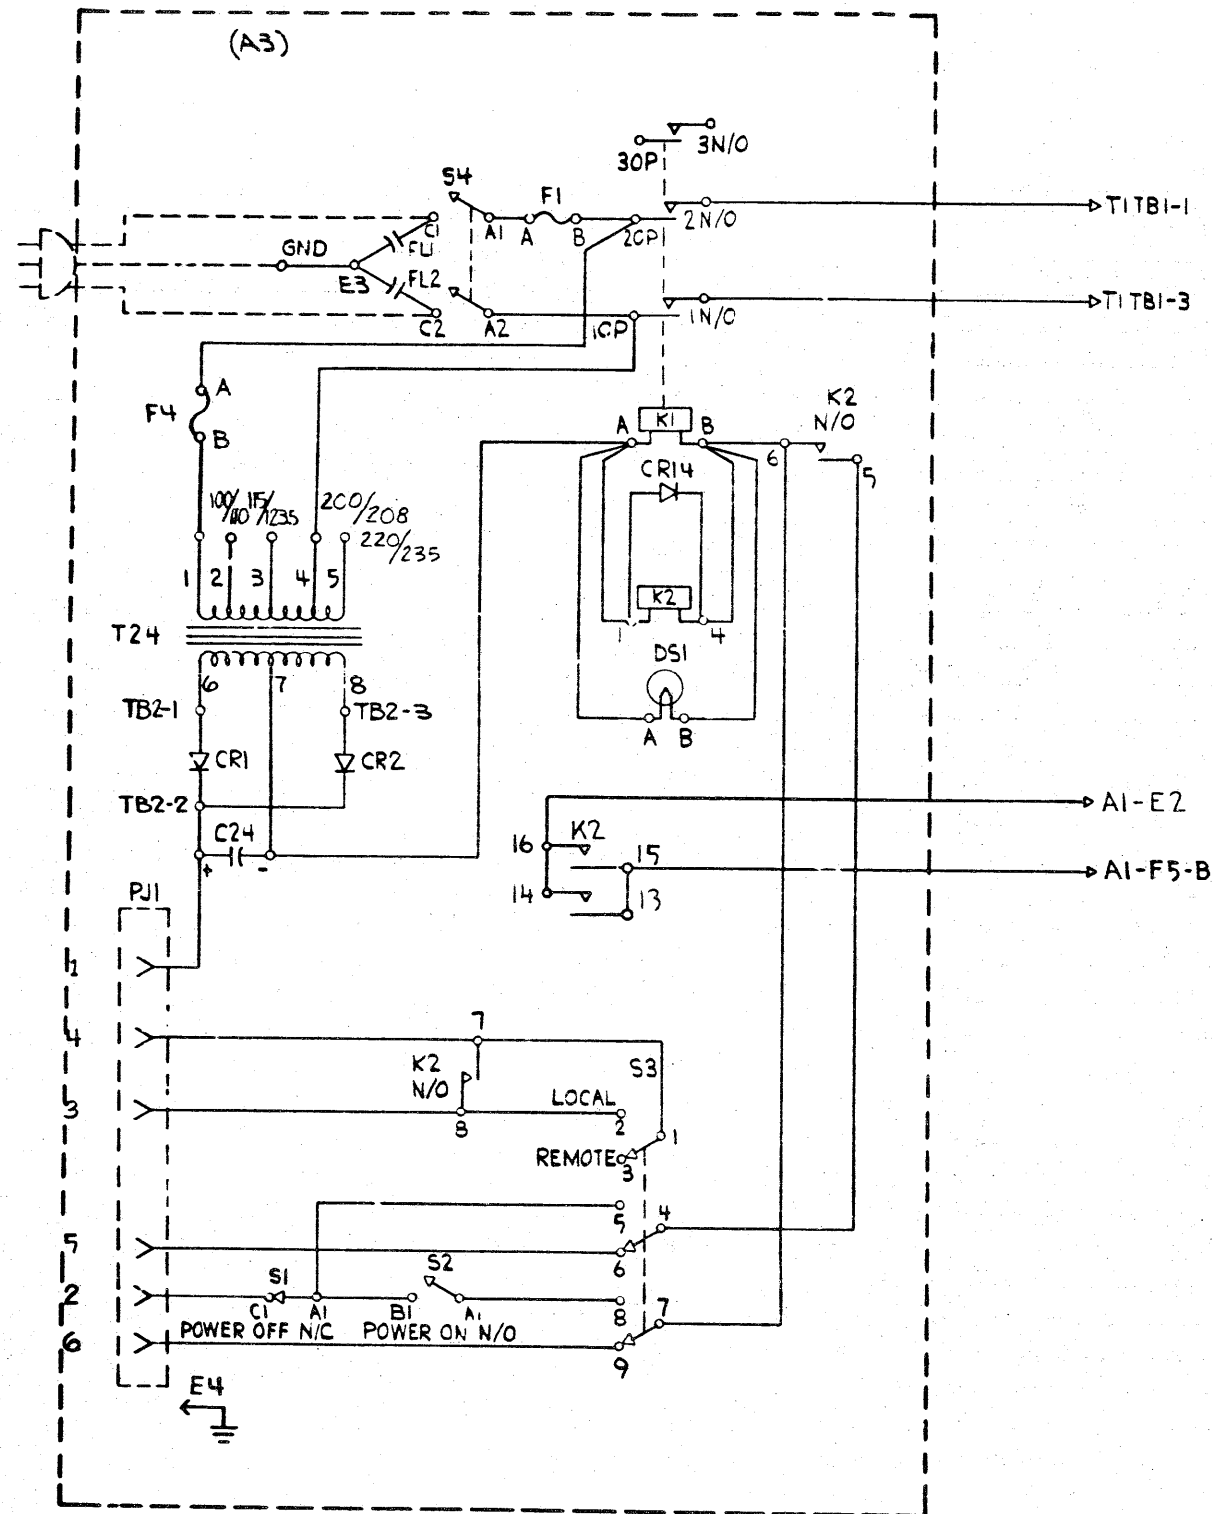 (A3)
3N/O
3OP
S4
F1
C1
A1
A
B
2CP
2N/O
T1TB1-1
GND
FL1
E3
FL2
C2
A2
1CP
1N/O
T1TB1-3
A
F4
B
K1
A
B
K2
N/O
6
5
CR14
100/110
115/123.5
200/208
220/235
1
2
3
4
5
K2
1
4
T24
DS1
6
7
8
TB2-1
TB2-3
A
B
CR1
CR2
TB2-2
A1-E2
C24
+
-
16
K2
15
A1-F5-B
14
13
PJ1
1
7
4
K2
N/O
S3
3
LOCAL
8
2
1
REMOTE
3
5
4
5
6
S1
S2
2
C1
A1
B1
A1
8
7
POWER OFF N/C
POWER ON N/O
6
9
E4